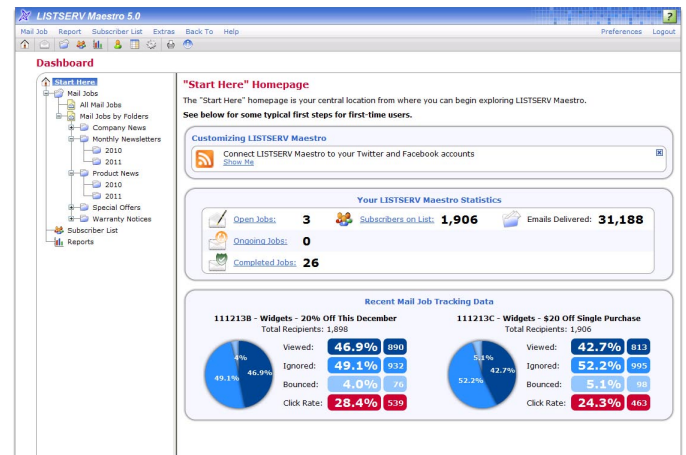 LISTSERV Maestro 5.0
?
Mail Job Report Subscriber List Extras Back To Help Preferences Logout
Dashboard
Start Here
Mail Jobs
All Mail Jobs
Mail Jobs by Folders
Company News
Monthly Newsletters
2010
2011
Product News
2010
2011
Special Offers
Warranty Notices
Subscriber List
Reports
"Start Here" Homepage
The "Start Here" homepage is your central location from where you can begin exploring LISTSERV Maestro.
See below for some typical first steps for first-time users.
Customizing LISTSERV Maestro
Connect LISTSERV Maestro to your Twitter and Facebook accounts
Show Me
Your LISTSERV Maestro Statistics
Open Jobs: 3 Subscribers on List: 1,906 Emails Delivered: 31,188
Ongoing Jobs: 0
Completed Jobs: 26
Recent Mail Job Tracking Data
111213B - Widgets - 20% Off This December
Total Recipients: 1,898
4%
46.9%
49.1%
Viewed: 46.9% 890
Ignored: 49.1% 932
Bounced: 4.0% 76
Click Rate: 28.4% 539
111213C - Widgets - $20 Off Single Purchase
Total Recipients: 1,906
5.1%
42.7%
52.2%
Viewed: 42.7% 813
Ignored: 52.2% 995
Bounced: 5.1% 98
Click Rate: 24.3% 463